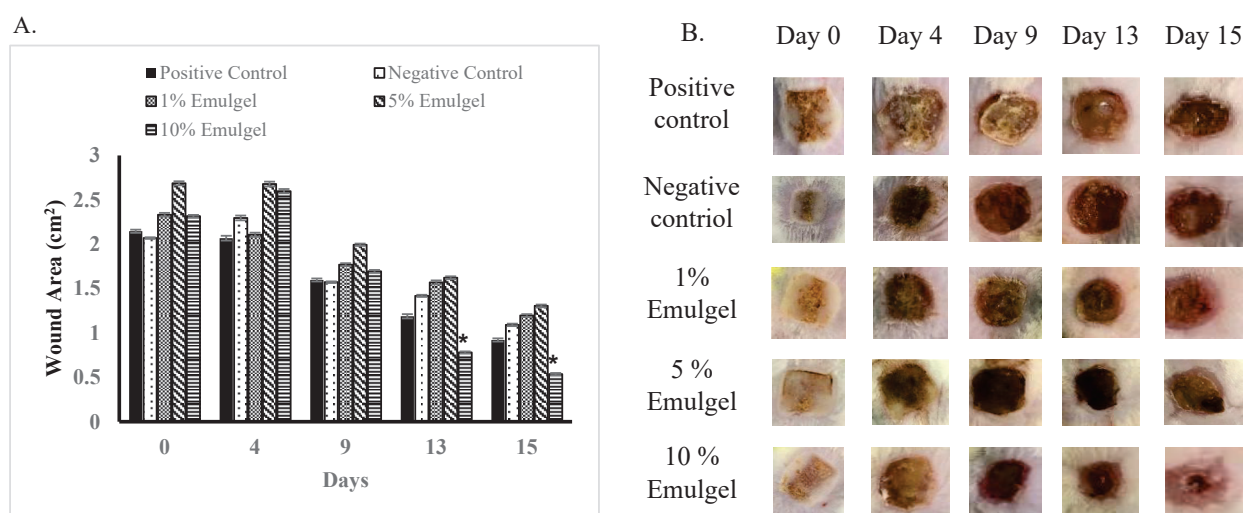 A.
Positive Control
Negative Control
1% Emulgel
5% Emulgel
10% Emulgel
3
2.5
2
1.5
1
0.5
0
Wound Area (cm²)
*
*
0 4 9 13 15
Days
B.
Day 0 Day 4 Day 9 Day 13 Day 15
Positive
control
Negative
contriol
1%
Emulgel
5 %
Emulgel
10 %
Emulgel